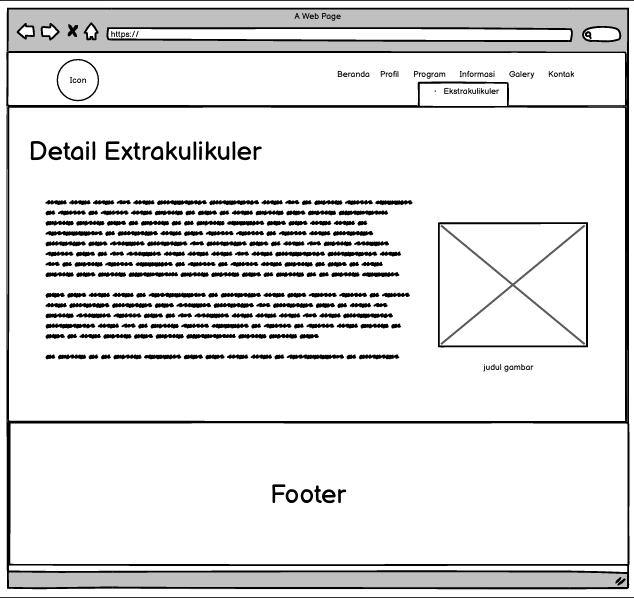 A Web Page
https://
Icon
Beranda Profil Program Informasi Galery Kontak
Ekstrakulikuler
Detail Extrakulikuler
judul gambar
Footer